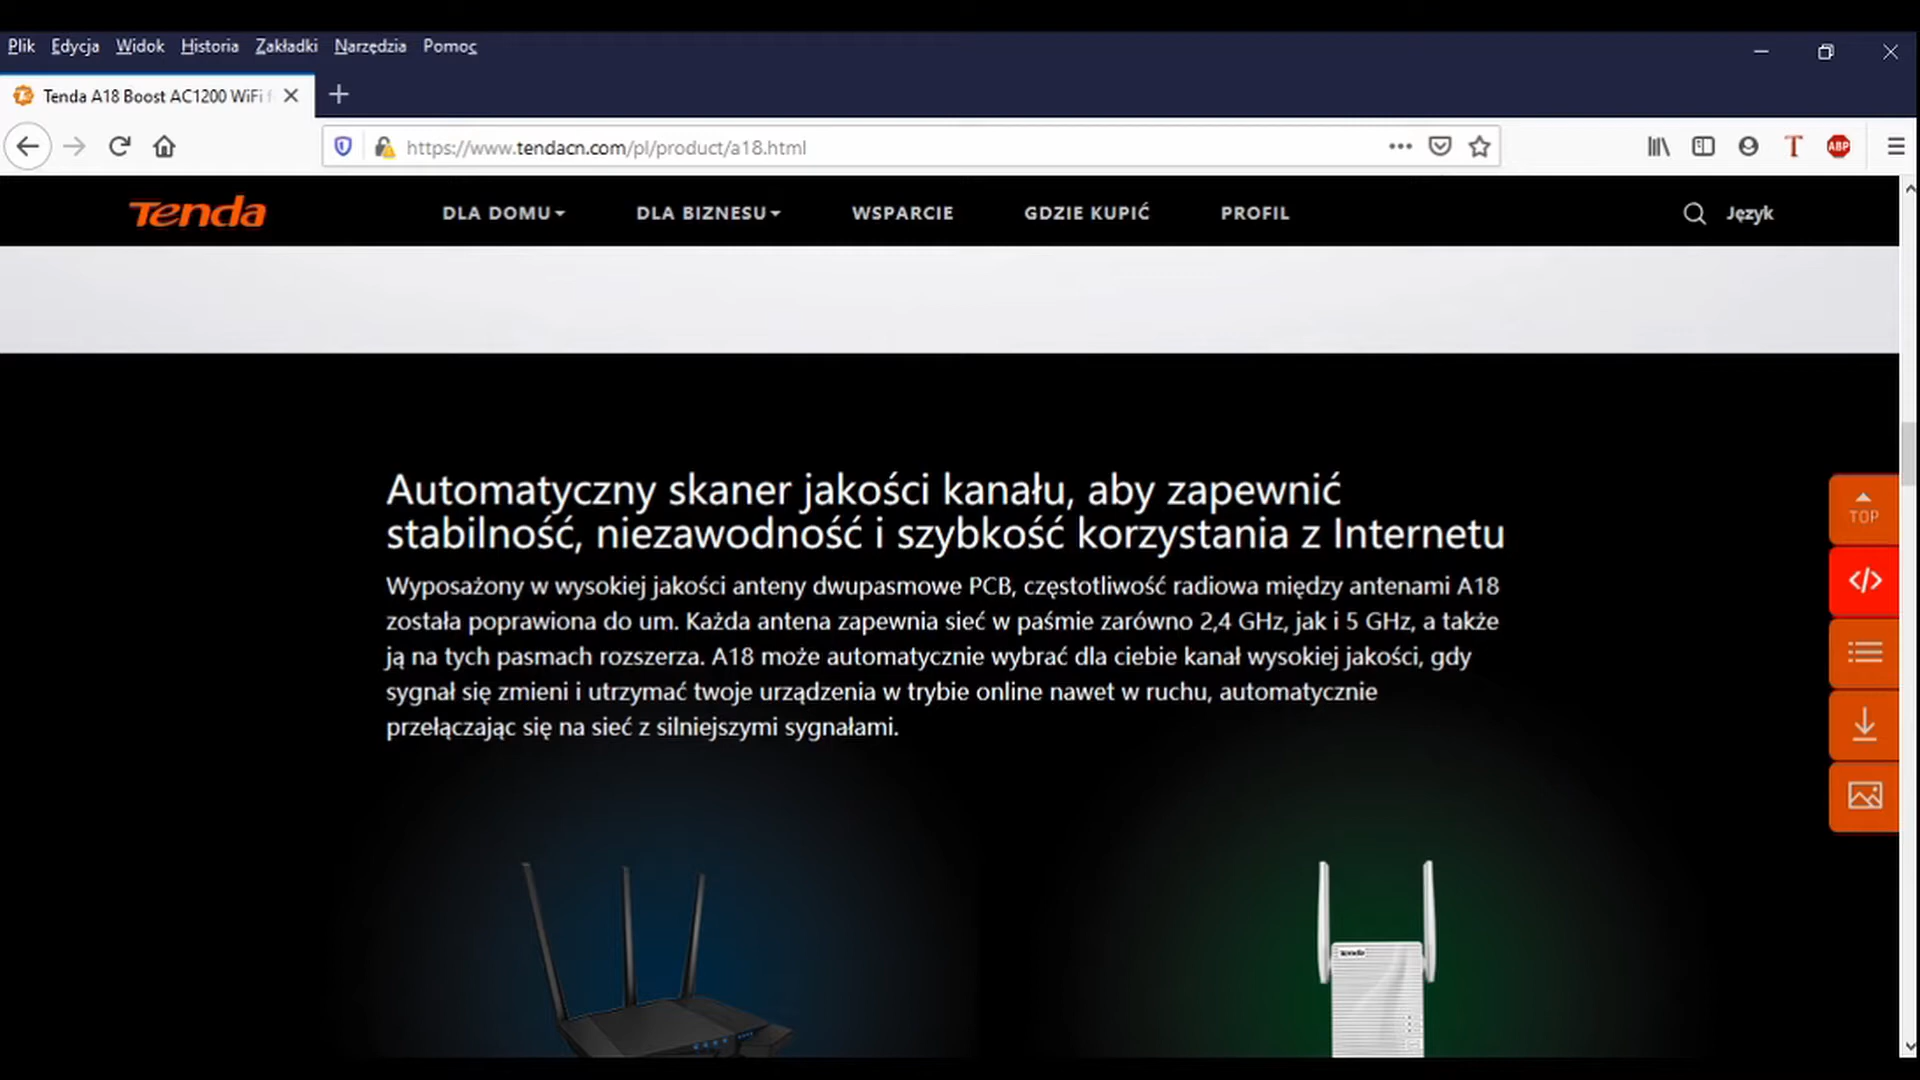 Plik Edycja Widok Historia Zakładki Narzędzia Pomoc
Tenda A18 Boost AC1200 WiFi
https://www.tendacn.com/pl/product/a18.html
ABP
Tenda DLA DOMU DLA BIZNESU WSPARCIE GDZIE KUPIĆ PROFIL Język
Automatyczny skaner jakości kanału, aby zapewnić
stabilność, niezawodność i szybkość korzystania z Internetu
TOP
Wyposażony w wysokiej jakości anteny dwupasmowe PCB, częstotliwość radiowa między antenami A18
została poprawiona do um. Każda antena zapewnia sieć w paśmie zarówno 2,4 GHz, jak i 5 GHz, a także
ją na tych pasmach rozszerza. A18 może automatycznie wybrać dla ciebie kanał wysokiej jakości, gdy
sygnał się zmieni i utrzymać twoje urządzenia w trybie online nawet w ruchu, automatycznie
przełączając się na sieć z silniejszymi sygnałami.
Tenda